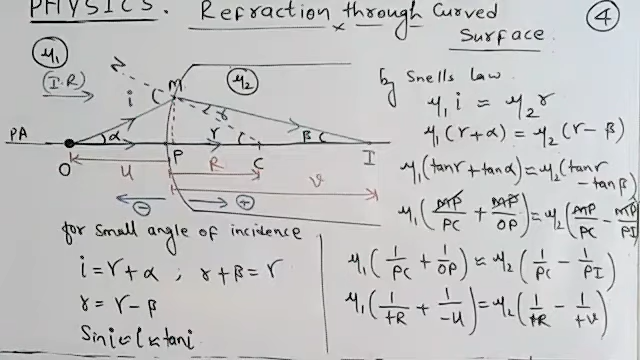 PHYSICS. Refraction through Curved
Surface.
4
μ1
(I.R)
N
M
μ2
i
r
α
γ
β
PA
O
P
C
I
u
R
v
⊖
⊕
for small angle of incidence
i = γ + α ; r + β = γ
r = γ - β
Sin i ≈ i ≈ tan i
by Snells law
μ1 i = μ2 r
μ1(γ+α) = μ2(γ-β)
μ1(tanγ+tanα) = μ2(tanγ
- tanβ)
μ1(MP/PC + MP/OP) = μ2(MP/PC - MP/PI)
μ1(1/PC + 1/OP) = μ2(1/PC - 1/PI)
μ1(1/+R + 1/-u) = μ2(1/+R - 1/+v)